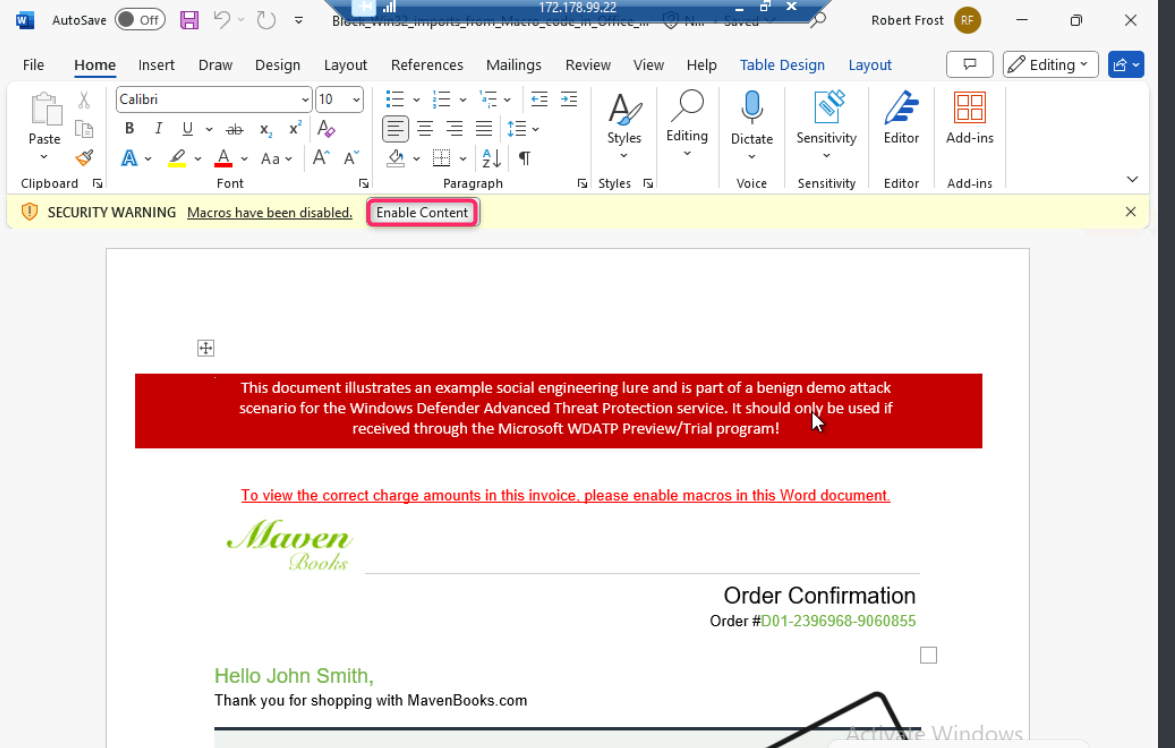 172.178.99.22
AutoSave Off Block_Win32_imports_from_Macro_code_in_Office_... N... Saved Robert Frost RF
File Home Insert Draw Design Layout References Mailings Review View Help Table Design Layout Editing
Calibri 10
Paste
B I U ab x₂ x² A
A A Aa A A
Styles Editing Dictate Sensitivity Editor Add-ins
Clipboard Font Paragraph Styles Voice Sensitivity Editor Add-ins
SECURITY WARNING Macros have been disabled. Enable Content
This document illustrates an example social engineering lure and is part of a benign demo attack
scenario for the Windows Defender Advanced Threat Protection service. It should only be used if
received through the Microsoft WDATP Preview/Trial program!
To view the correct charge amounts in this invoice, please enable macros in this Word document.
Maven
Books
Order Confirmation
Order #D01-2396968-9060855
Hello John Smith,
Thank you for shopping with MavenBooks.com
Activate Windows